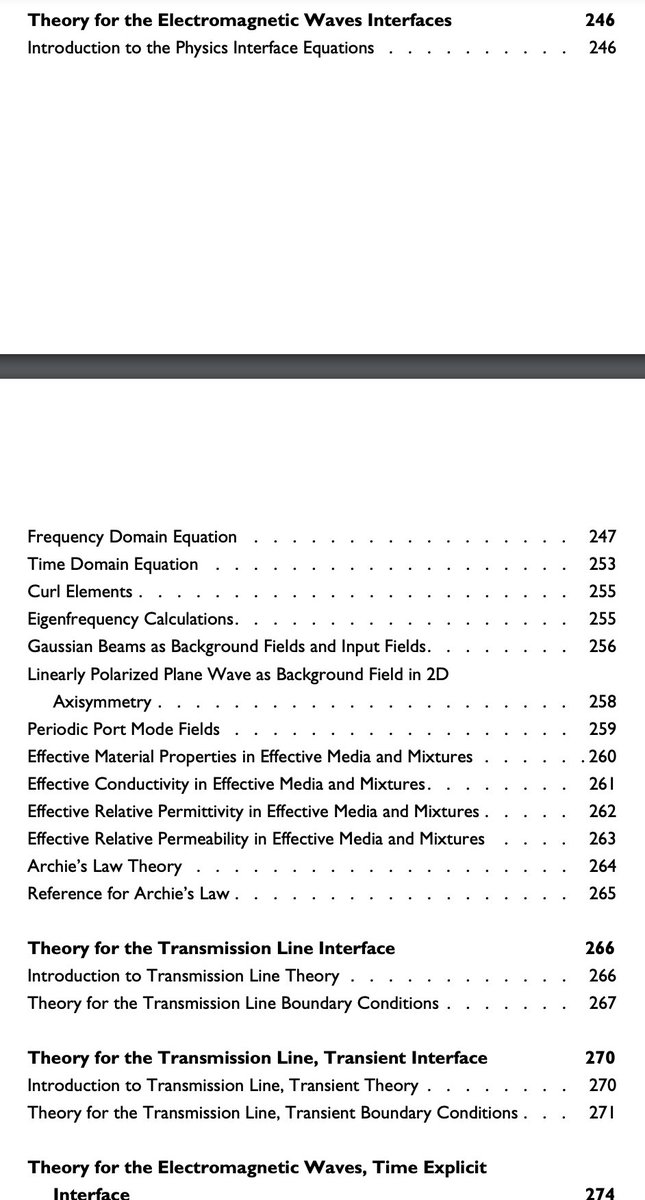 Theory for the Electromagnetic Waves Interfaces 246
Introduction to the Physics Interface Equations . . . . . . . . . . 246
Frequency Domain Equation . . . . . . . . . . . . . . . . . 247
Time Domain Equation . . . . . . . . . . . . . . . . . . . 253
Curl Elements . . . . . . . . . . . . . . . . . . . . . . . 255
Eigenfrequency Calculations. . . . . . . . . . . . . . . . . . 255
Gaussian Beams as Background Fields and Input Fields. . . . . . . . 256
Linearly Polarized Plane Wave as Background Field in 2D
Axisymmetry . . . . . . . . . . . . . . . . . . . . . . 258
Periodic Port Mode Fields . . . . . . . . . . . . . . . . . . 259
Effective Material Properties in Effective Media and Mixtures . . . . . . 260
Effective Conductivity in Effective Media and Mixtures. . . . . . . . 261
Effective Relative Permittivity in Effective Media and Mixtures . . . . . 262
Effective Relative Permeability in Effective Media and Mixtures . . . . 263
Archie's Law Theory . . . . . . . . . . . . . . . . . . . . 264
Reference for Archie's Law . . . . . . . . . . . . . . . . . . 265
Theory for the Transmission Line Interface 266
Introduction to Transmission Line Theory . . . . . . . . . . . . 266
Theory for the Transmission Line Boundary Conditions . . . . . . . 267
Theory for the Transmission Line, Transient Interface 270
Introduction to Transmission Line, Transient Theory . . . . . . . . 270
Theory for the Transmission Line, Transient Boundary Conditions . . . 271
Theory for the Electromagnetic Waves, Time Explicit
Interface 274